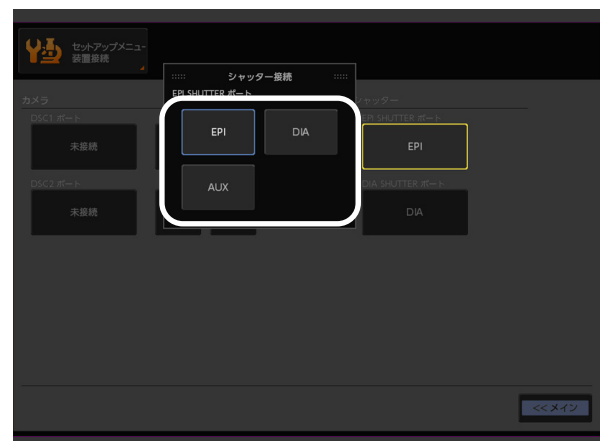 セットアップメニュー
装置接続
シャッター接続
EPI SHUTTER ポート
EPI
DIA
AUX
カメラ
DSC1 ポート
未接続
DSC2 ポート
未接続
シャッター
EPI SHUTTER ポート
EPI
DIA SHUTTER ポート
DIA
<< メイン